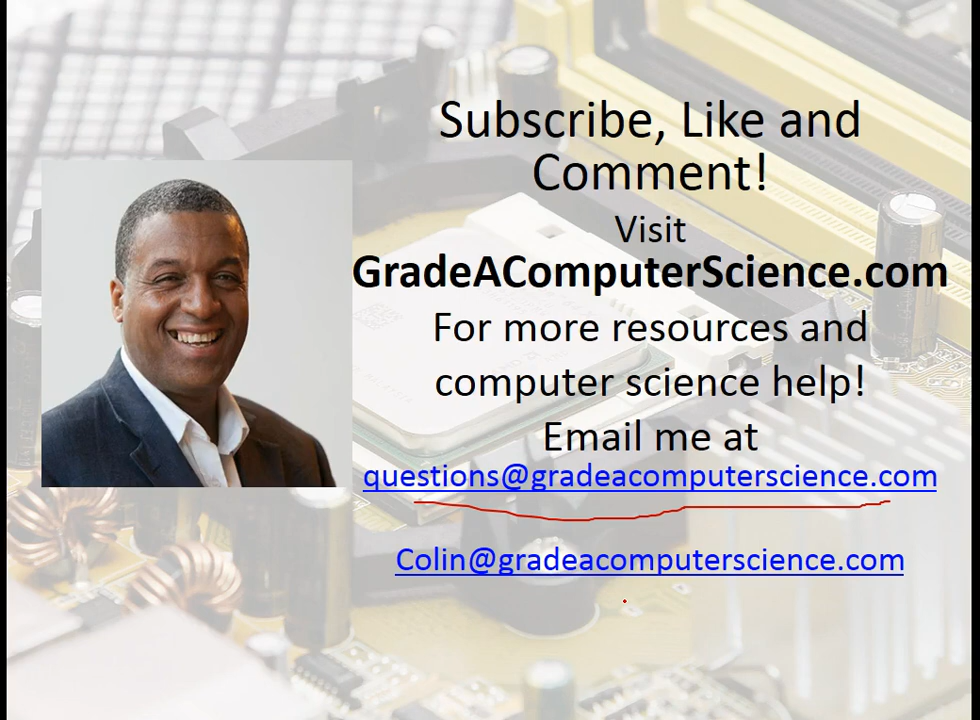 Subscribe, Like and
Comment!
Visit
GradeAComputerScience.com
For more resources and
computer science help!
Email me at
questions@gradeacomputerscience.com
Colin@gradeacomputerscience.com